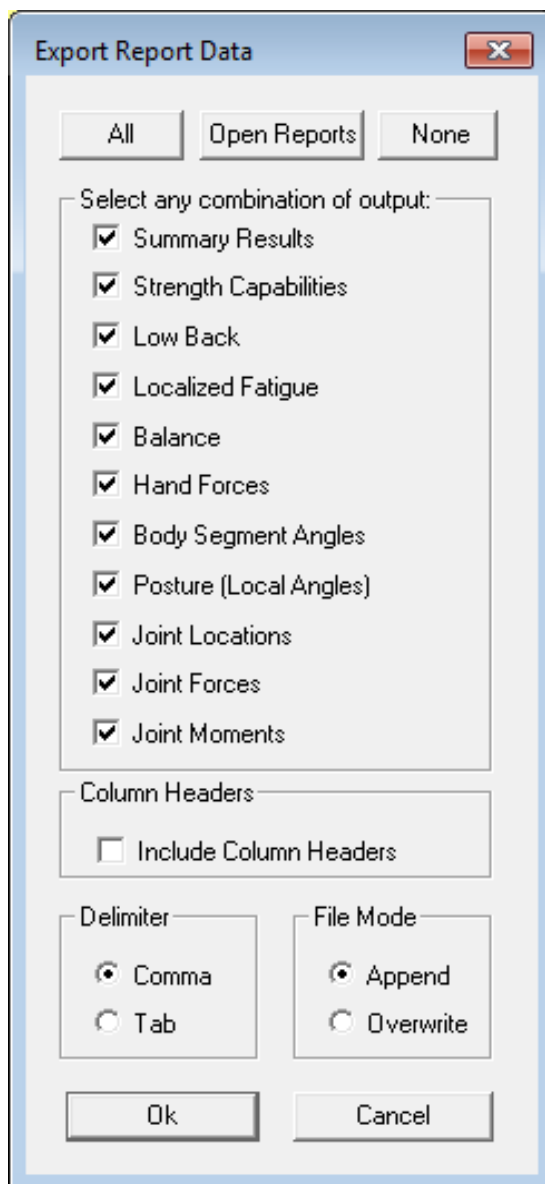 Export Report Data
All Open Reports None
Select any combination of output:
Summary Results
Strength Capabilities
Low Back
Localized Fatigue
Balance
Hand Forces
Body Segment Angles
Posture (Local Angles)
Joint Locations
Joint Forces
Joint Moments
Column Headers
Include Column Headers
Delimiter
Comma
Tab
File Mode
Append
Overwrite
Ok Cancel